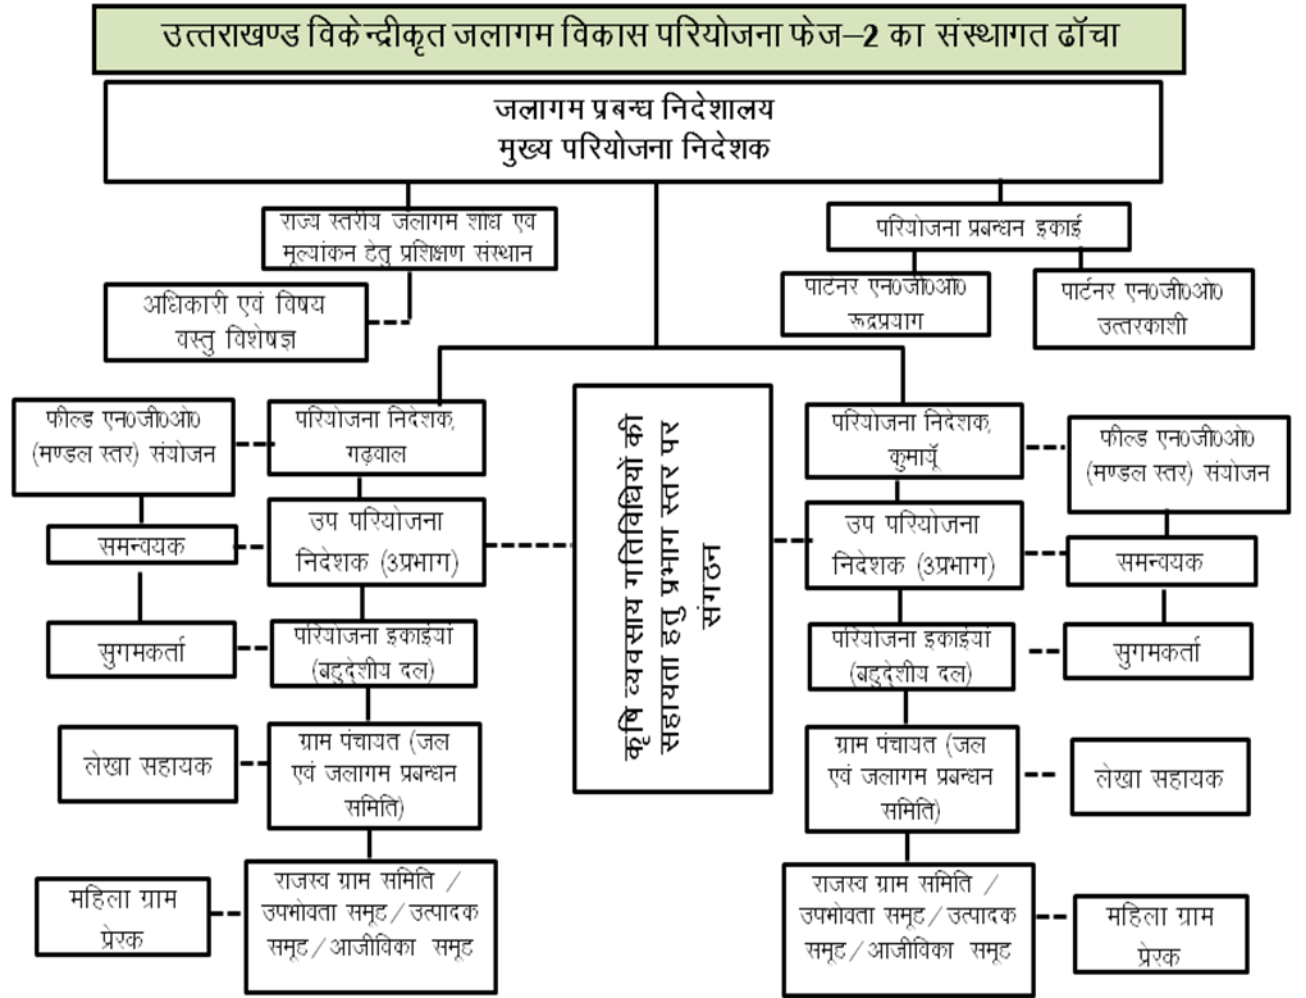 उत्तराखण्ड विकेन्द्रीकृत जलागम विकास परियोजना फेज–2 का संस्थागत ढॉचा
जलागम प्रबन्ध निदेशालय
मुख्य परियोजना निदेशक
राज्य स्तरीय जलागम शोध एवं
मूल्यांकन हेतु प्रशिक्षण संस्थान
परियोजना प्रबन्धन इकाई
अधिकारी एवं विषय
वस्तु विशेषज्ञ
पार्टनर एन0जी0ओ0
रूद्रप्रयाग
पार्टनर एन0जी0ओ0
उत्तरकाशी
फील्ड एन0जी0ओ0
(मण्डल स्तर) संयोजन
परियोजना निदेशक,
गढ़वाल
कृषि व्यवसाय गतिविधियों की
सहायता हेतु प्रभाग स्तर पर
संगठन
परियोजना निदेशक,
कुमायूॅ
फील्ड एन0जी0ओ0
(मण्डल स्तर) संयोजन
समन्वयक
उप परियोजना
निदेशक (3प्रभाग)
उप परियोजना
निदेशक (3प्रभाग)
समन्वयक
सुगमकर्ता
परियोजना इकाईयां
(बहुदेशीय दल)
परियोजना इकाईयां
(बहुदेशीय दल)
सुगमकर्ता
लेखा सहायक
ग्राम पंचायत (जल
एवं जलागम प्रबन्धन
समिति)
ग्राम पंचायत (जल
एवं जलागम प्रबन्धन
समिति)
लेखा सहायक
महिला ग्राम
प्रेरक
राजस्व ग्राम समिति /
उपभोक्ता समूह/उत्पादक
समूह/आजीविका समूह
राजस्व ग्राम समिति /
उपभोक्ता समूह/उत्पादक
समूह/आजीविका समूह
महिला ग्राम
प्रेरक